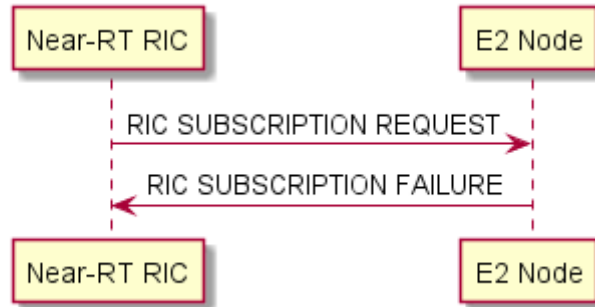 Near-RT RIC
E2 Node
RIC SUBSCRIPTION REQUEST
RIC SUBSCRIPTION FAILURE
Near-RT RIC
E2 Node